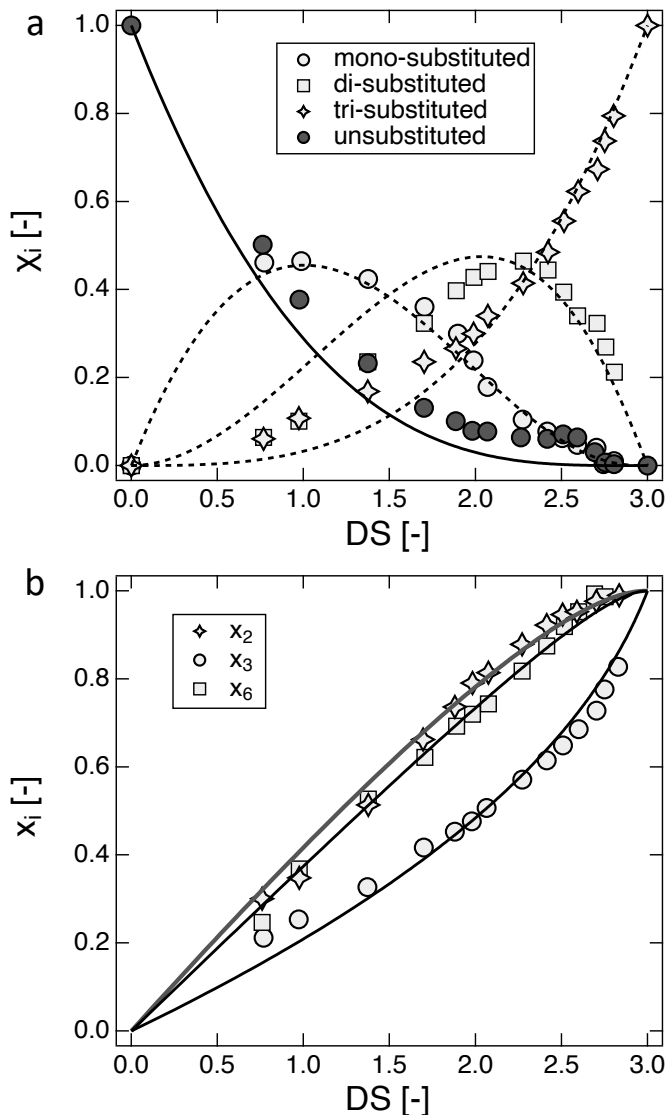 a
1.0
0.8
0.6
0.4
0.2
0.0
χi [-]
mono-substituted
di-substituted
tri-substituted
unsubstituted
0.0 0.5 1.0 1.5 2.0 2.5 3.0
DS [-]
b
1.0
0.8
0.6
0.4
0.2
0.0
xi [-]
x2
x3
x6
0.0 0.5 1.0 1.5 2.0 2.5 3.0
DS [-]